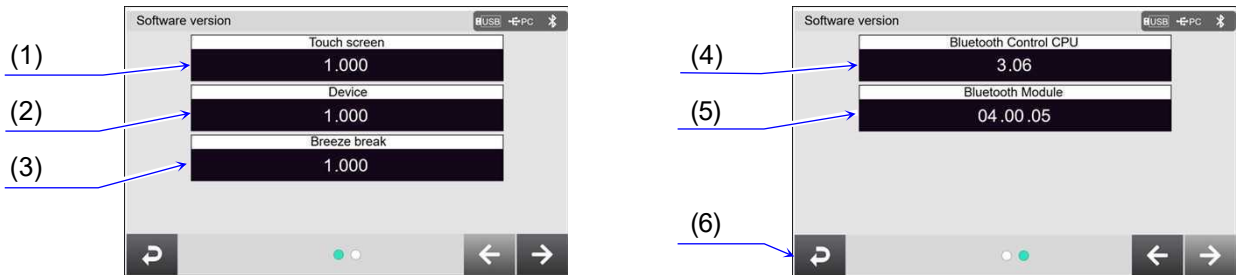 Software version
USB PC
(1)
Touch screen
1.000
(2)
Device
1.000
(3)
Breeze break
1.000
Software version
USB PC
(4)
Bluetooth Control CPU
3.06
(5)
Bluetooth Module
04.00.05
(6)